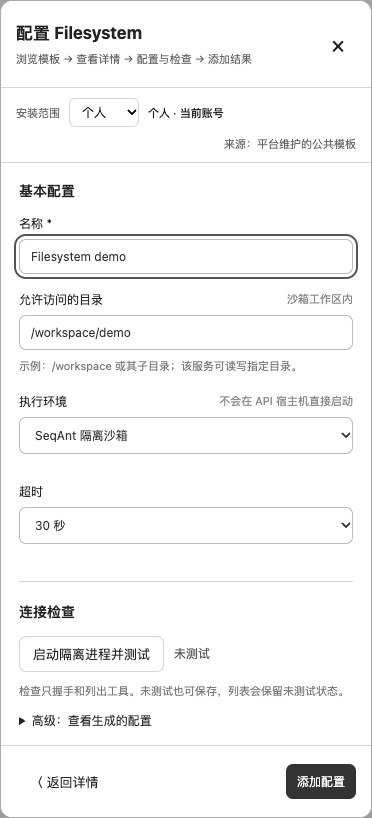 配置 Filesystem
浏览模板 → 查看详情 → 配置与检查 → 添加结果
安装范围 个人 个人 · 当前账号
来源：平台维护的公共模板
基本配置
名称 *
Filesystem demo
允许访问的目录 沙箱工作区内
/workspace/demo
示例：/workspace 或其子目录；该服务可读写指定目录。
执行环境 不会在 API 宿主机直接启动
SeqAnt 隔离沙箱
超时
30 秒
连接检查
启动隔离进程并测试 未测试
检查只握手和列出工具。未测试也可保存，列表会保留未测试状态。
高级：查看生成的配置
〈 返回详情 添加配置